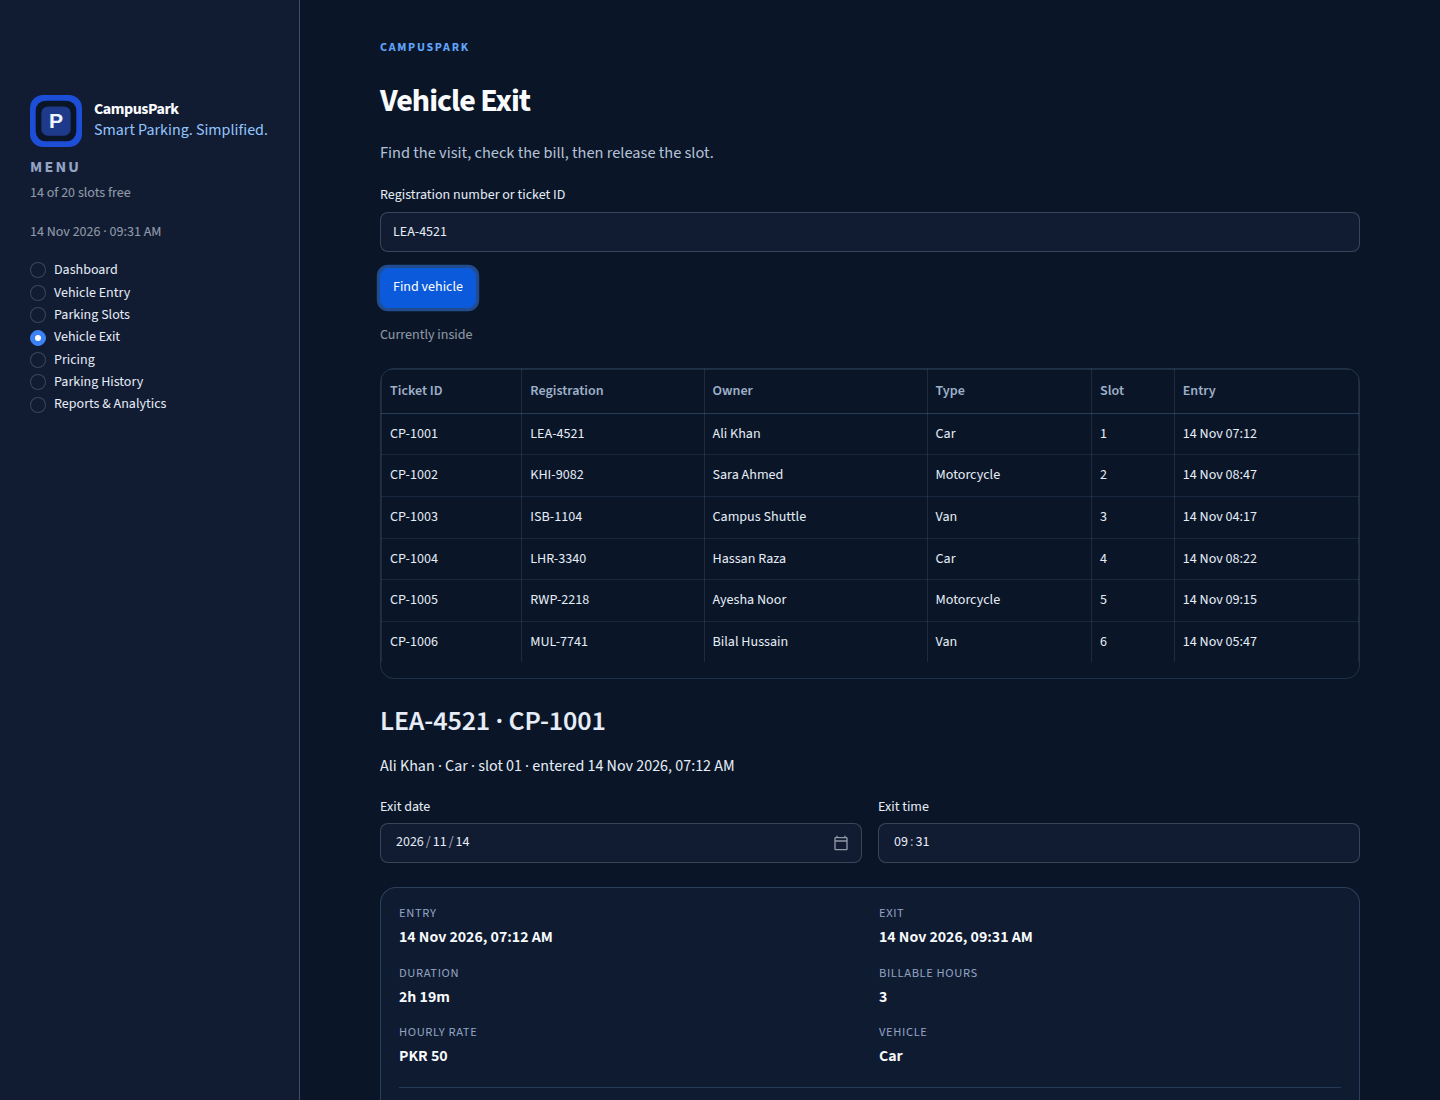 P
CampusPark
Smart Parking. Simplified.
MENU
14 of 20 slots free
14 Nov 2026 · 09:31 AM
Dashboard
Vehicle Entry
Parking Slots
Vehicle Exit
Pricing
Parking History
Reports & Analytics
CAMPUSPARK
Vehicle Exit
Find the visit, check the bill, then release the slot.
Registration number or ticket ID
LEA-4521
Find vehicle
Currently inside
Ticket ID Registration Owner Type Slot Entry
CP-1001 LEA-4521 Ali Khan Car 1 14 Nov 07:12
CP-1002 KHI-9082 Sara Ahmed Motorcycle 2 14 Nov 08:47
CP-1003 ISB-1104 Campus Shuttle Van 3 14 Nov 04:17
CP-1004 LHR-3340 Hassan Raza Car 4 14 Nov 08:22
CP-1005 RWP-2218 Ayesha Noor Motorcycle 5 14 Nov 09:15
CP-1006 MUL-7741 Bilal Hussain Van 6 14 Nov 05:47
LEA-4521 · CP-1001
Ali Khan · Car · slot 01 · entered 14 Nov 2026, 07:12 AM
Exit date Exit time
2026/11/14 09:31
ENTRY EXIT
14 Nov 2026, 07:12 AM 14 Nov 2026, 09:31 AM
DURATION BILLABLE HOURS
2h 19m 3
HOURLY RATE VEHICLE
PKR 50 Car